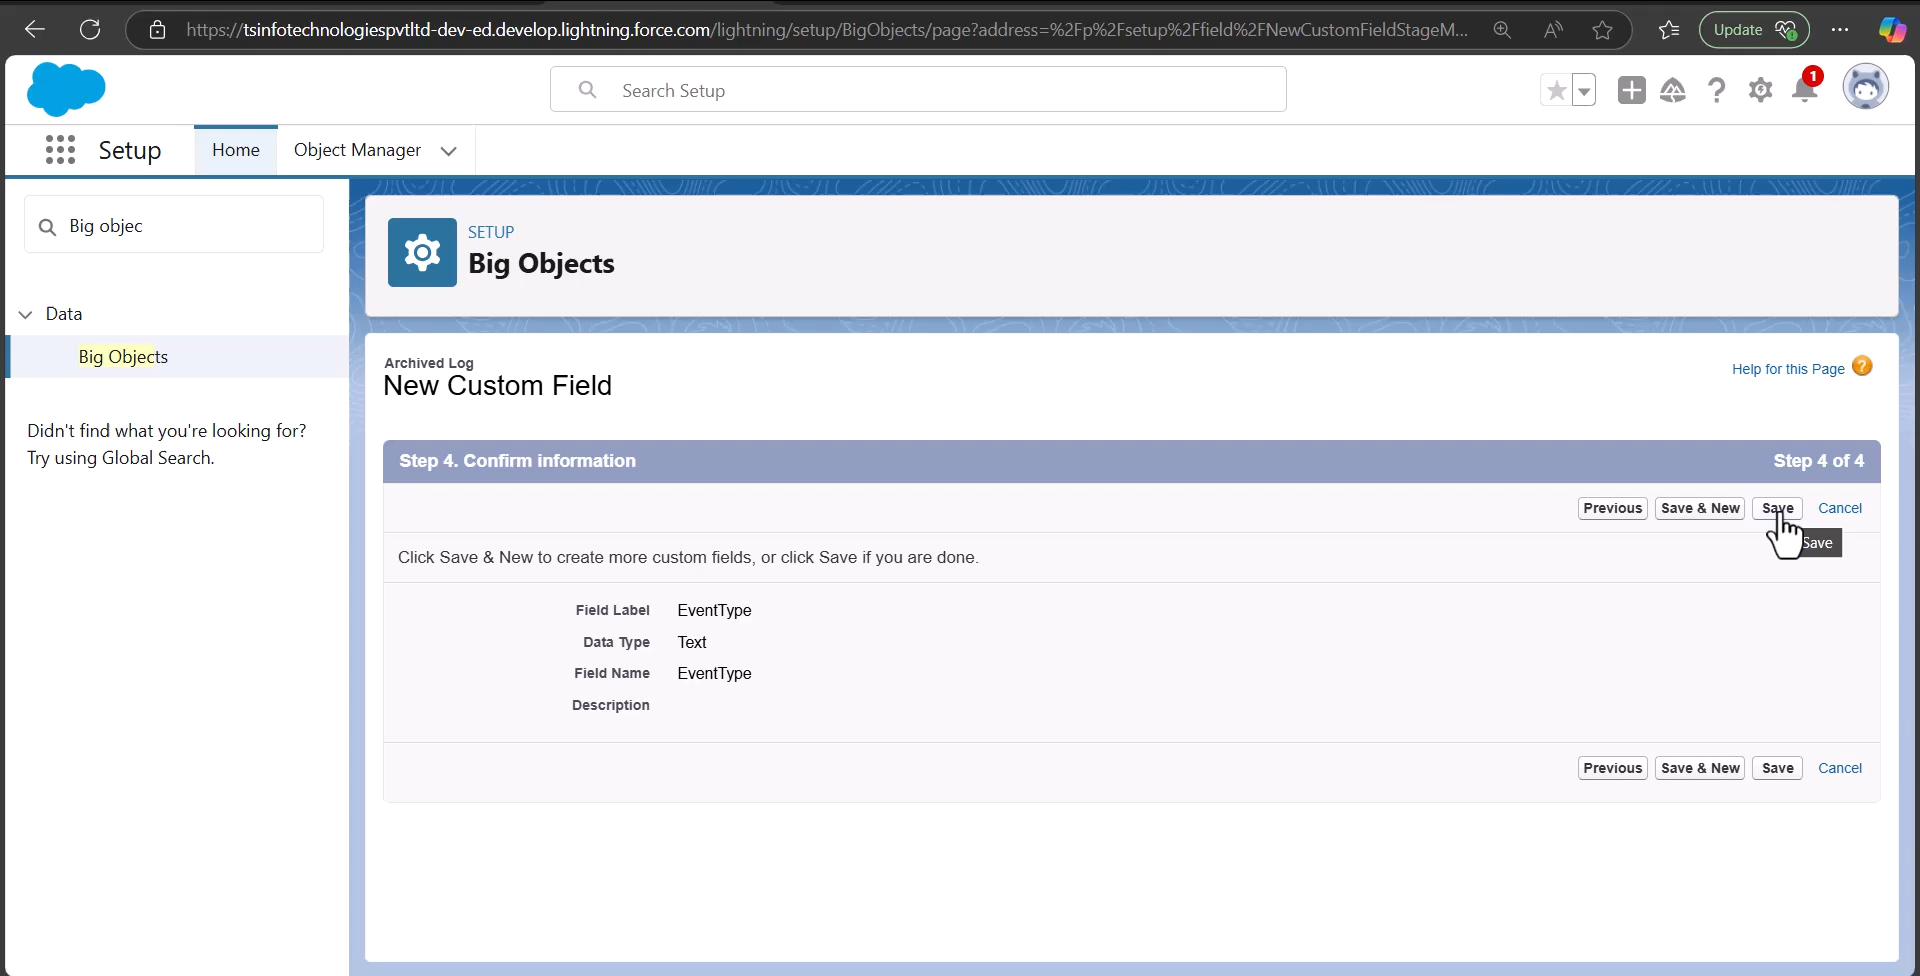 https://tsinfotechnologiespvtltd-dev-ed.develop.lightning.force.com/lightning/setup/BigObjects/page?address=%2Fp%2Fsetup%2Ffield%2FNewCustomFieldStageM...
Update
Search Setup
1
Setup
Home
Object Manager
Big objec
Data
Big Objects
Didn't find what you're looking for?
Try using Global Search.
SETUP
Big Objects
Archived Log
New Custom Field
Help for this Page
Step 4. Confirm information
Step 4 of 4
Previous
Save & New
Save
Cancel
Save
Click Save & New to create more custom fields, or click Save if you are done.
Field Label EventType
Data Type Text
Field Name EventType
Description
Previous
Save & New
Save
Cancel